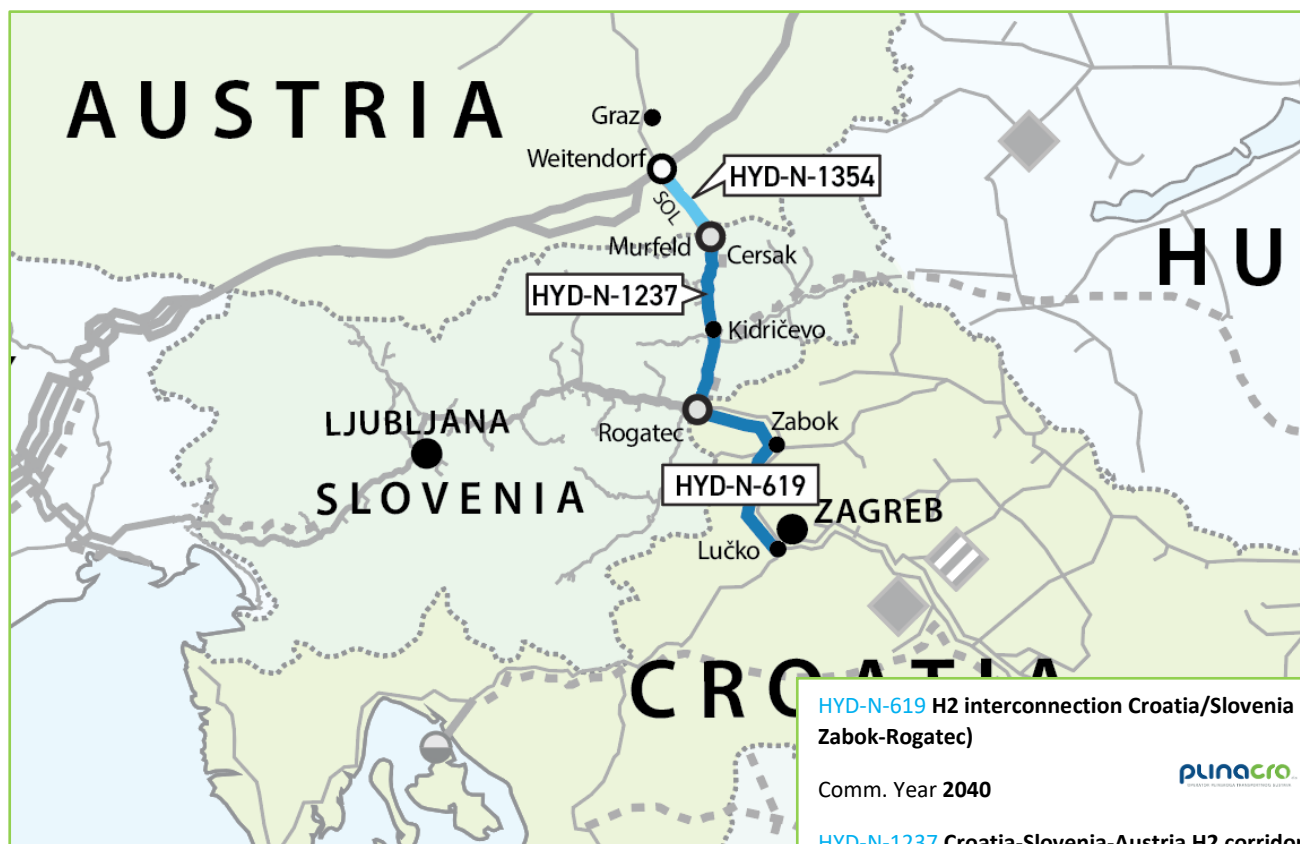 AUSTRIA
Graz
Weitendorf
HYD-N-1354
SOL
Murfeld
Cersak
HU
HYD-N-1237
Kidričevo
LJUBLJANA
Rogatec
Zabok
SLOVENIA
HYD-N-619
ZAGREB
Lučko
CROATIA
HYD-N-619 H2 interconnection Croatia/Slovenia
Zabok-Rogatec)
plinacro
Comm. Year 2040
HYD-N-1237 Croatia-Slovenia-Austria H2 corridor